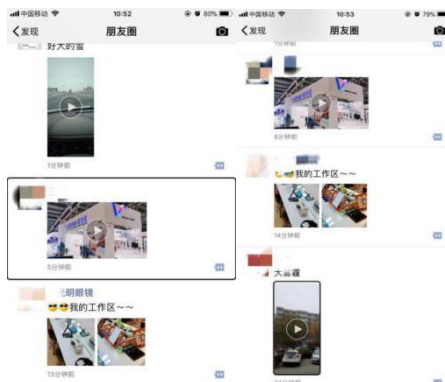 中国移动
10:52
80%
发现
朋友圈
好大的雪
1分钟前
5分钟前
明眼镜
我的工作区~~
13分钟前
中国移动
10:53
79%
发现
朋友圈
6分钟前
我的工作区~~
14分钟前
大雾霾